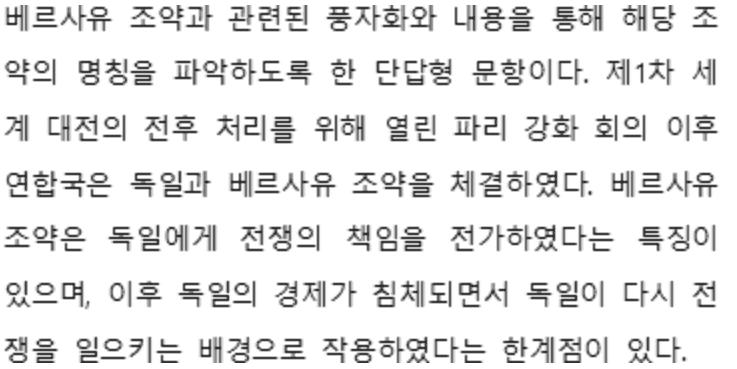 베르사유 조약과 관련된 풍자화와 내용을 통해 해당 조
약의 명칭을 파악하도록 한 단답형 문항이다. 제1차 세
계 대전의 전후 처리를 위해 열린 파리 강화 회의 이후
연합국은 독일과 베르사유 조약을 체결하였다. 베르사유
조약은 독일에게 전쟁의 책임을 전가하였다는 특징이
있으며, 이후 독일의 경제가 침체되면서 독일이 다시 전
쟁을 일으키는 배경으로 작용하였다는 한계점이 있다.